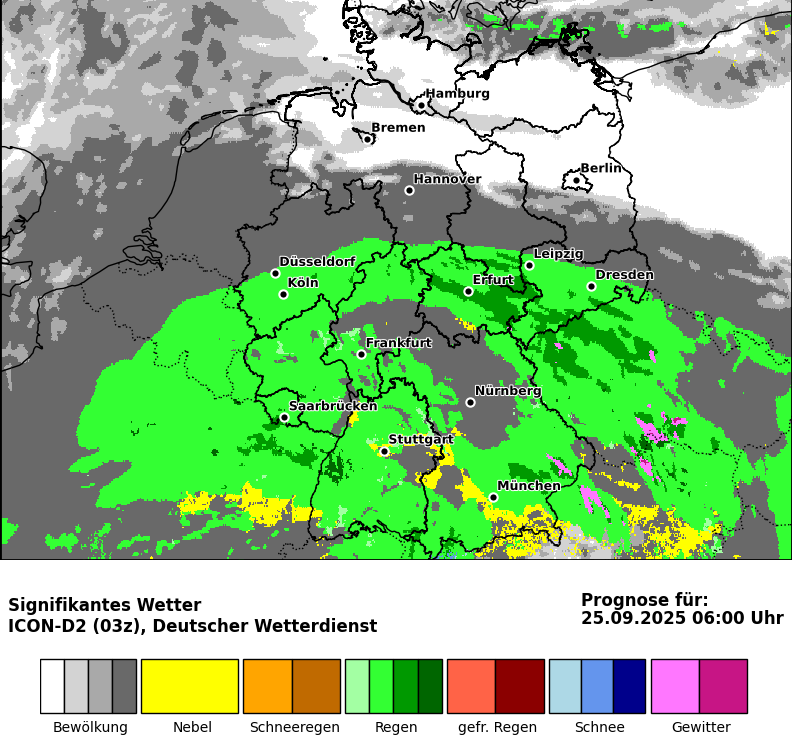 Hamburg
Bremen
Berlin
Hannover
Leipzig
Düsseldorf
Dresden
Köln
Erfurt
Frankfurt
Nürnberg
Saarbrücken
Stuttgart
München
Signifikantes Wetter
ICON-D2 (03z), Deutscher Wetterdienst
Prognose für:
25.09.2025 06:00 Uhr
Bewölkung Nebel Schneeregen Regen gefr. Regen Schnee Gewitter